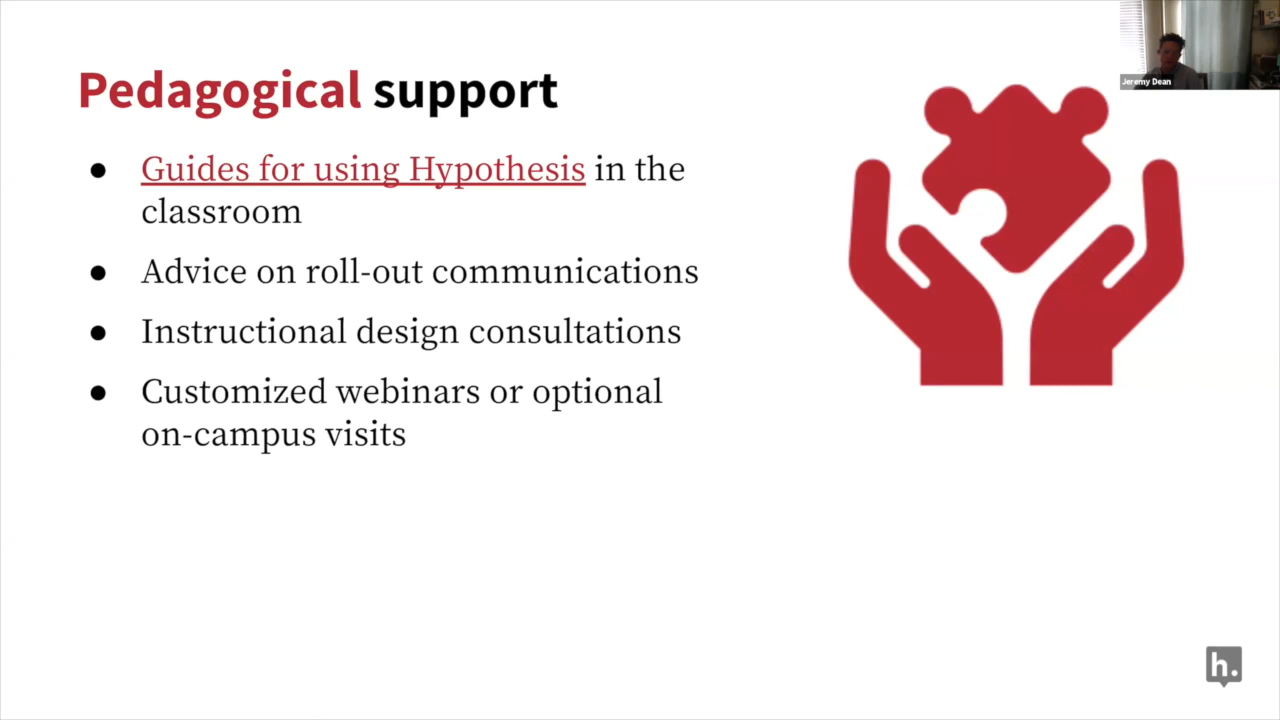 Pedagogical support
● Guides for using Hypothesis in the
classroom
● Advice on roll-out communications
● Instructional design consultations
● Customized webinars or optional
on-campus visits
Jeremy Dean
h.